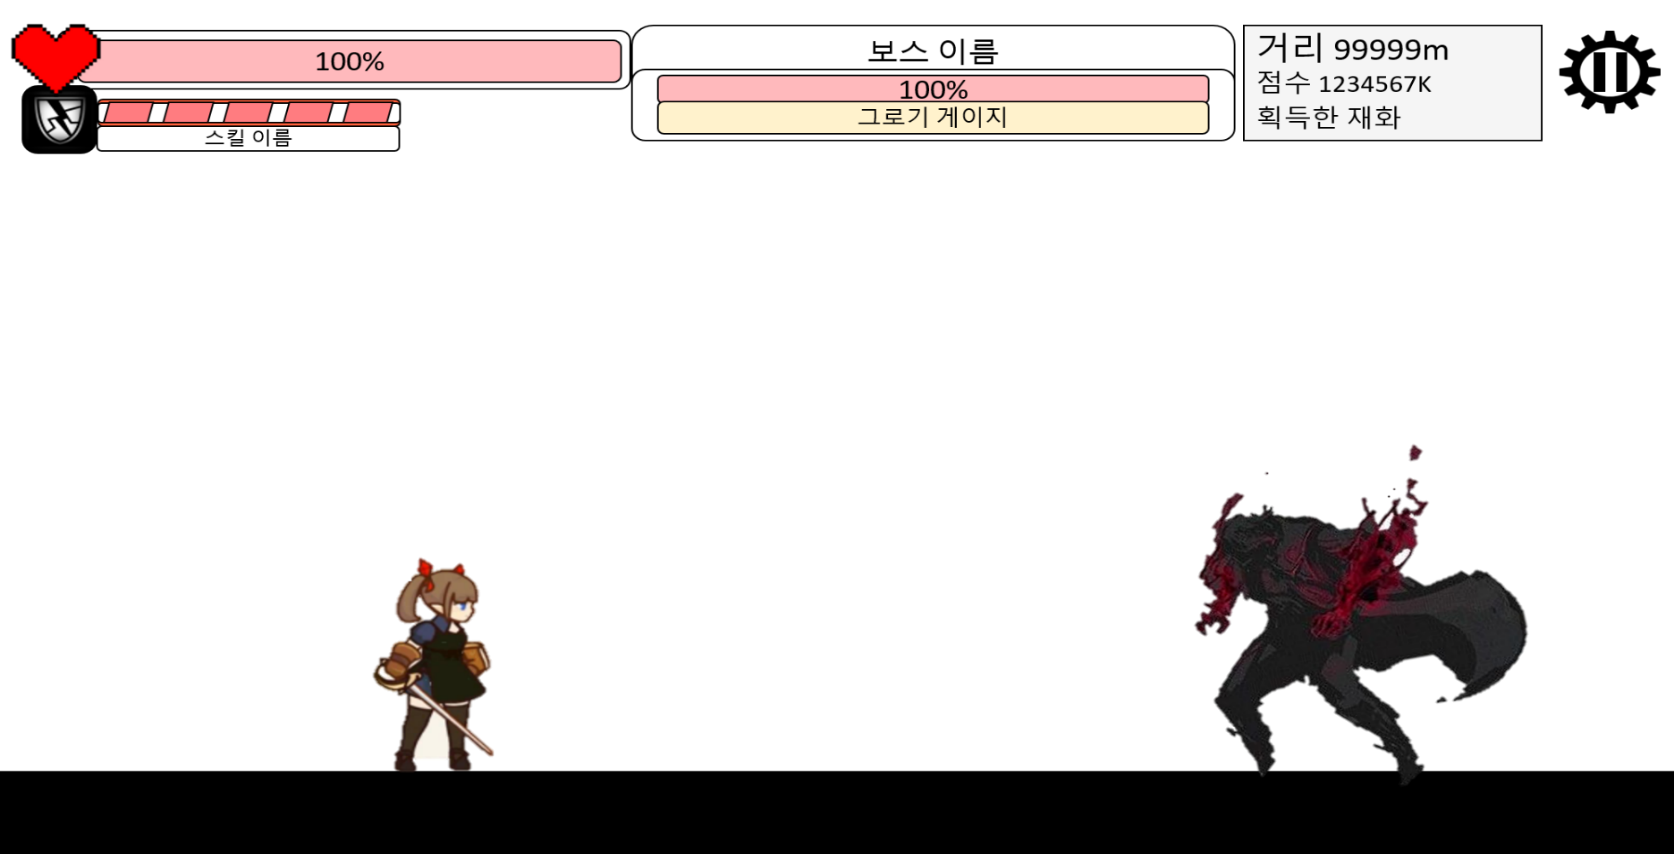 100%
스킬 이름
보스 이름
100%
그로기 게이지
거리 99999m
점수 1234567K
획득한 재화